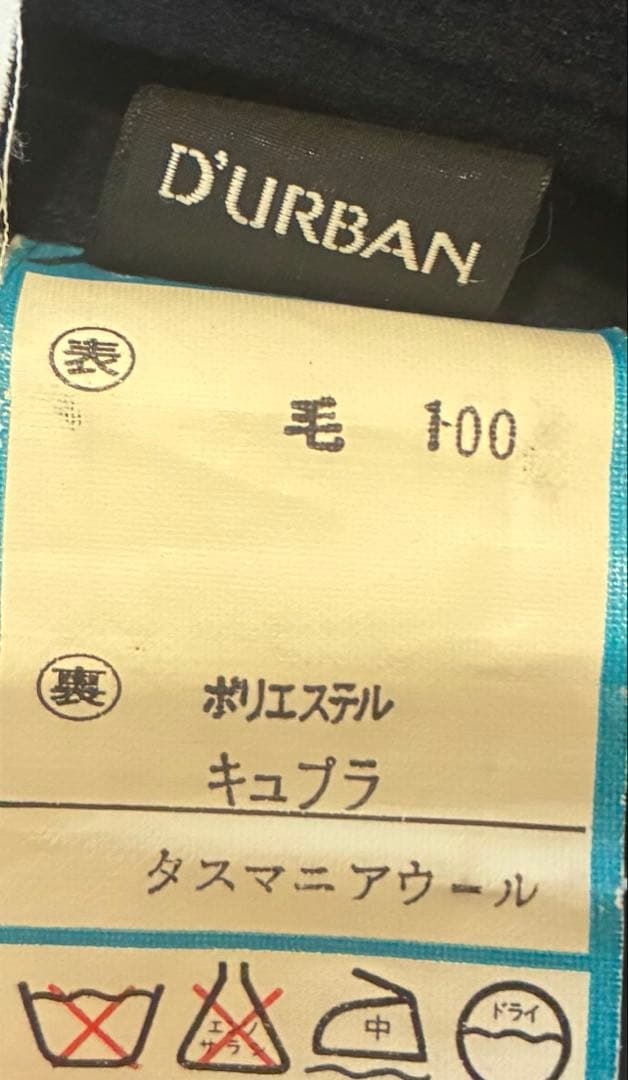 D'URBAN
表
毛 100
裏
ポリエステル
キュプラ
タスマニアウール
エンソ
サラシ
中
ドライ